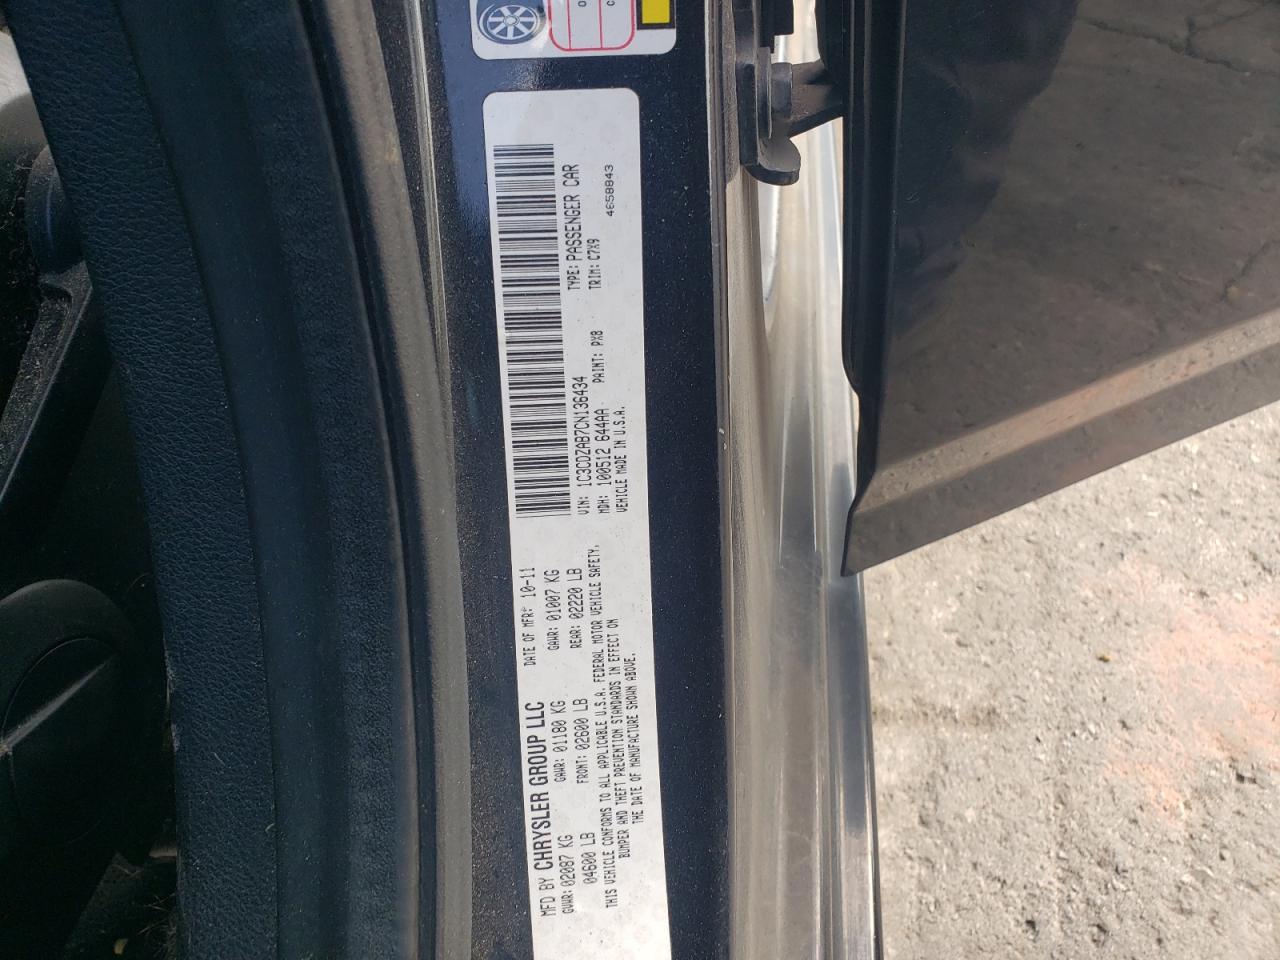 MFD BY CHRYSLER GROUP LLC DATE OF MFR: 10-11
GVWR: 02087 KG GAWR: 01180 KG GAWR: 01007 KG
04600 LB FRONT: 02600 LB REAR: 02220 LB
THIS VEHICLE CONFORMS TO ALL APPLICABLE U.S.A. FEDERAL MOTOR VEHICLE SAFETY,
BUMPER AND THEFT PREVENTION STANDARDS IN EFFECT ON
THE DATE OF MANUFACTURE SHOWN ABOVE.
VIN: 1C3CDZAB7CN136434 TYPE: PASSENGER CAR
MDH: 100512 644AA PAINT: PX8 TRIM: C7X9
VEHICLE MADE IN U.S.A. 4658843